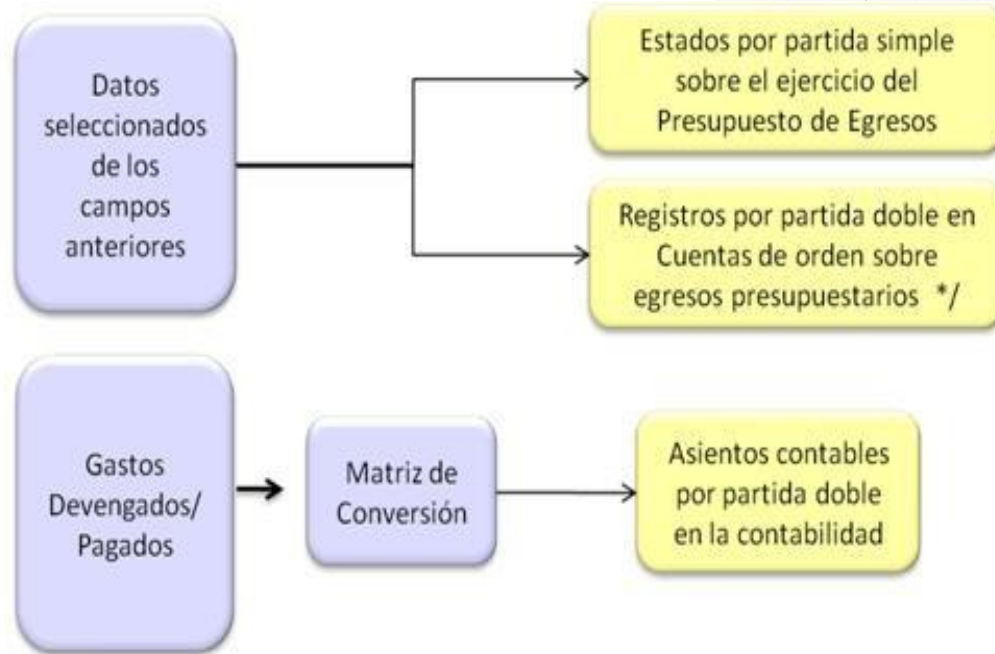 Datos
seleccionados
de los
campos
anteriores
Estados por partida simple
sobre el ejercicio del
Presupuesto de Egresos
Registros por partida doble en
Cuentas de orden sobre
egresos presupuestarios */
Gastos
Devengados/
Pagados
Matriz de
Conversión
Asientos contables
por partida doble
en la contabilidad